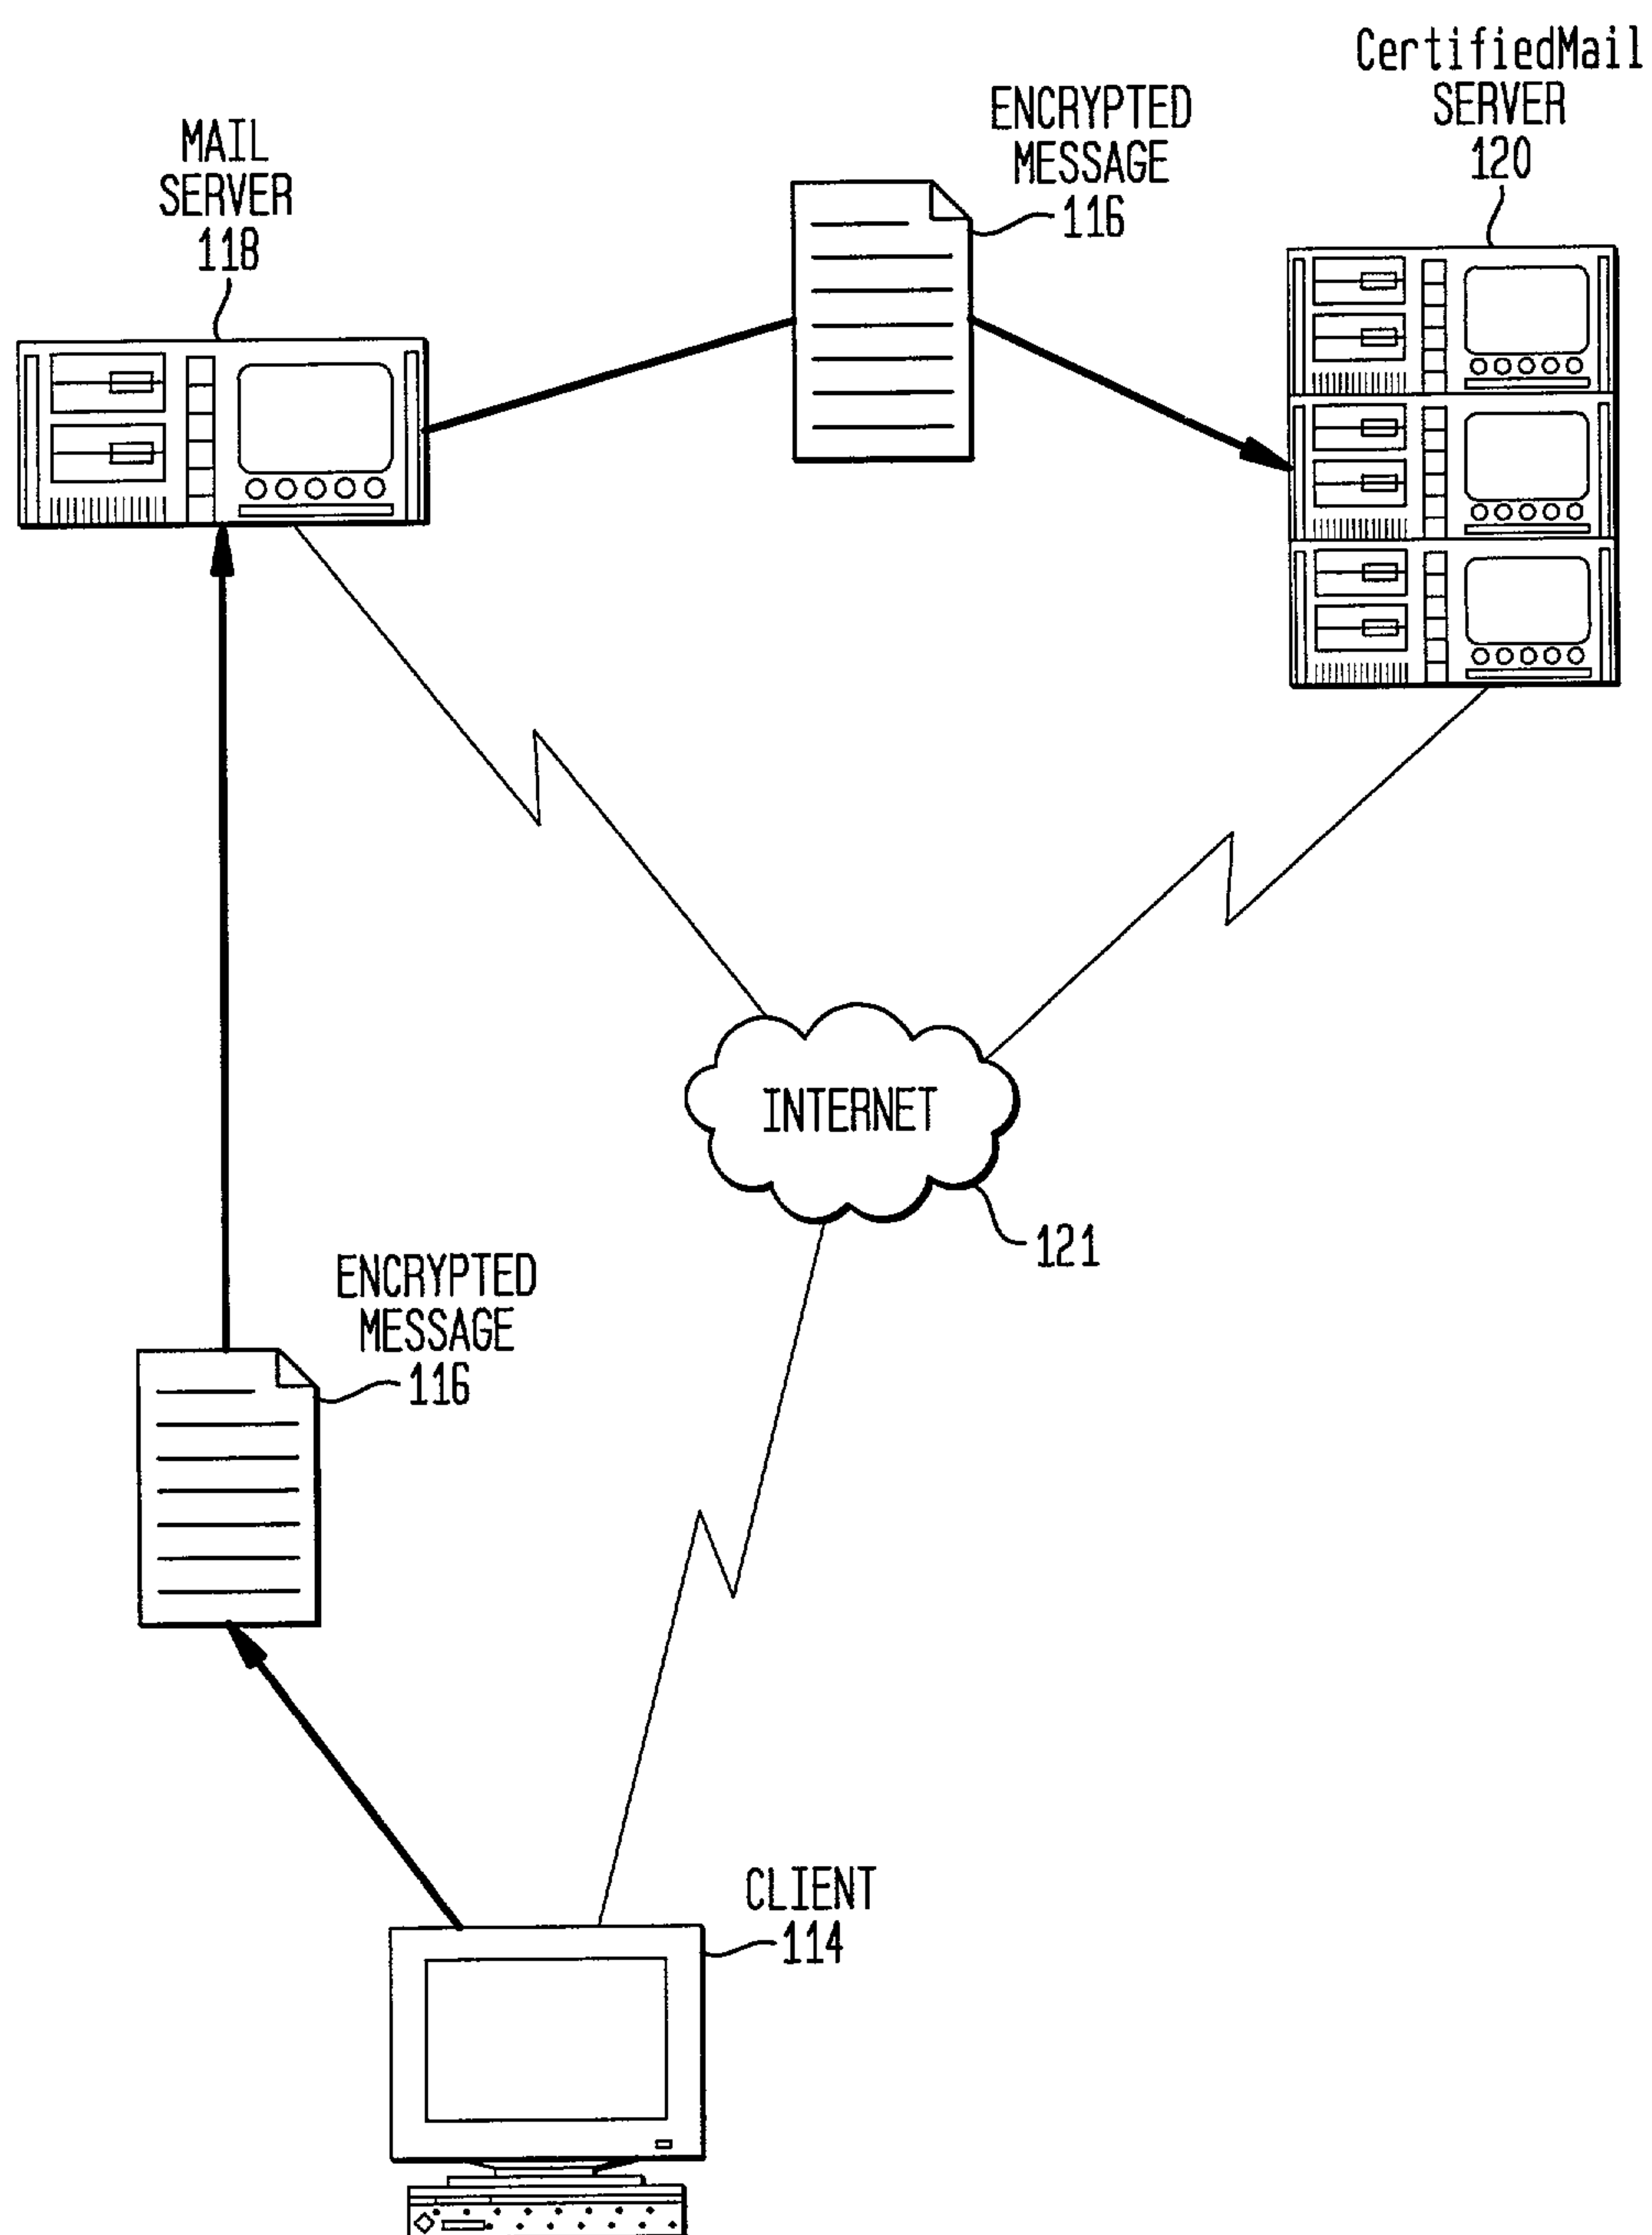 CertifiedMail
SERVER
120
ENCRYPTED
MESSAGE
116
MAIL
SERVER
118
INTERNET
121
ENCRYPTED
MESSAGE
116
CLIENT
114